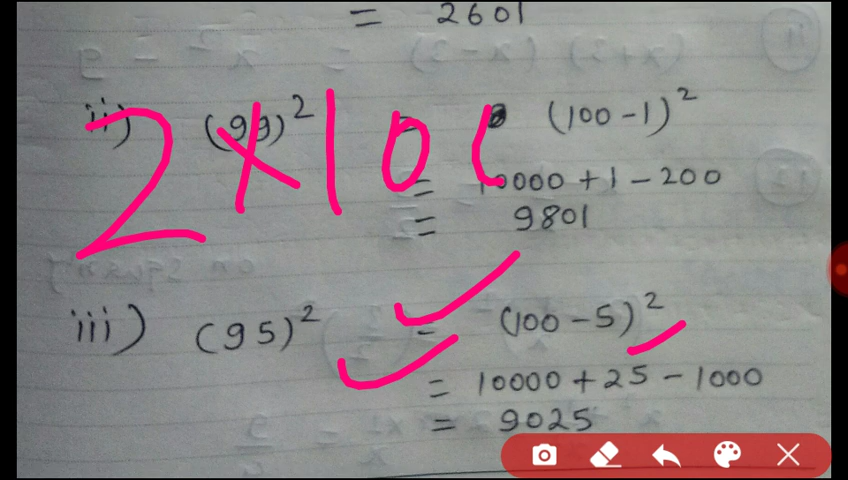 = 2601
ii) (99)² = (100-1)²
2 x 10
= 10000 + 1 - 200
= 9801
iii) (95)² = (100-5)²
= 10000 + 25 - 1000
= 9025